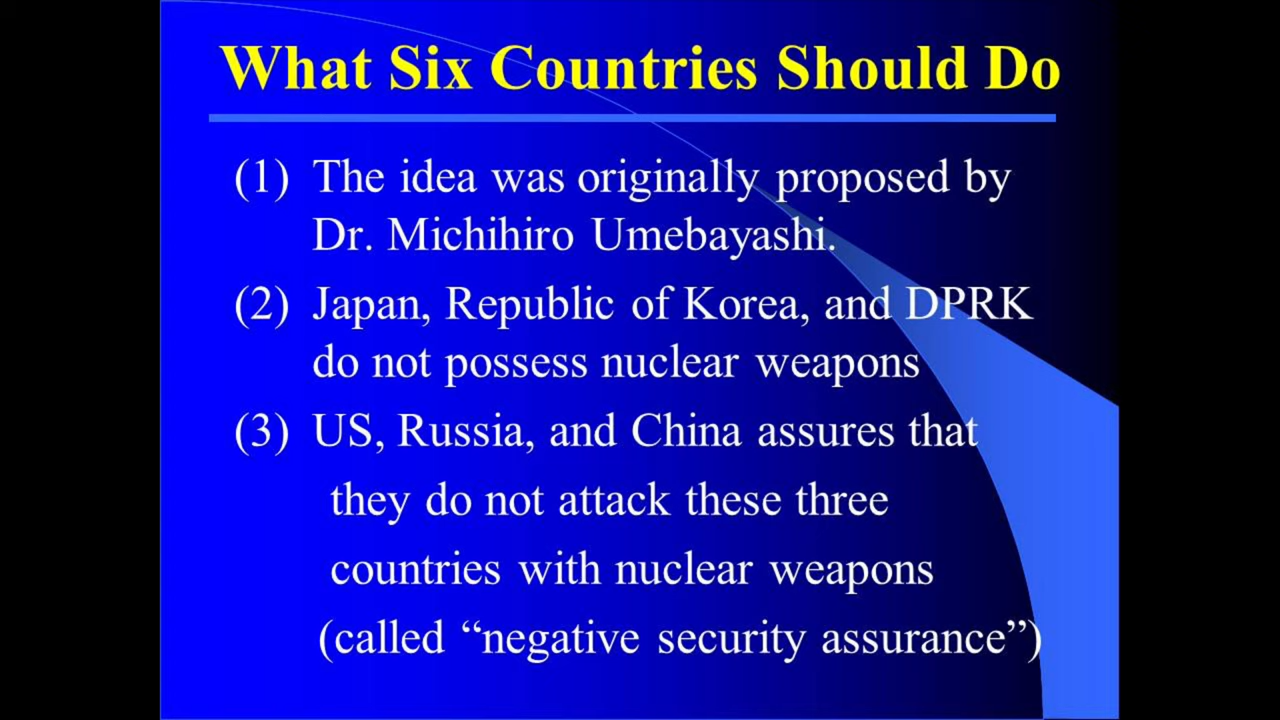 What Six Countries Should Do
(1) The idea was originally proposed by
Dr. Michihiro Umebayashi.
(2) Japan, Republic of Korea, and DPRK
do not possess nuclear weapons
(3) US, Russia, and China assures that
they do not attack these three
countries with nuclear weapons
(called “negative security assurance”)